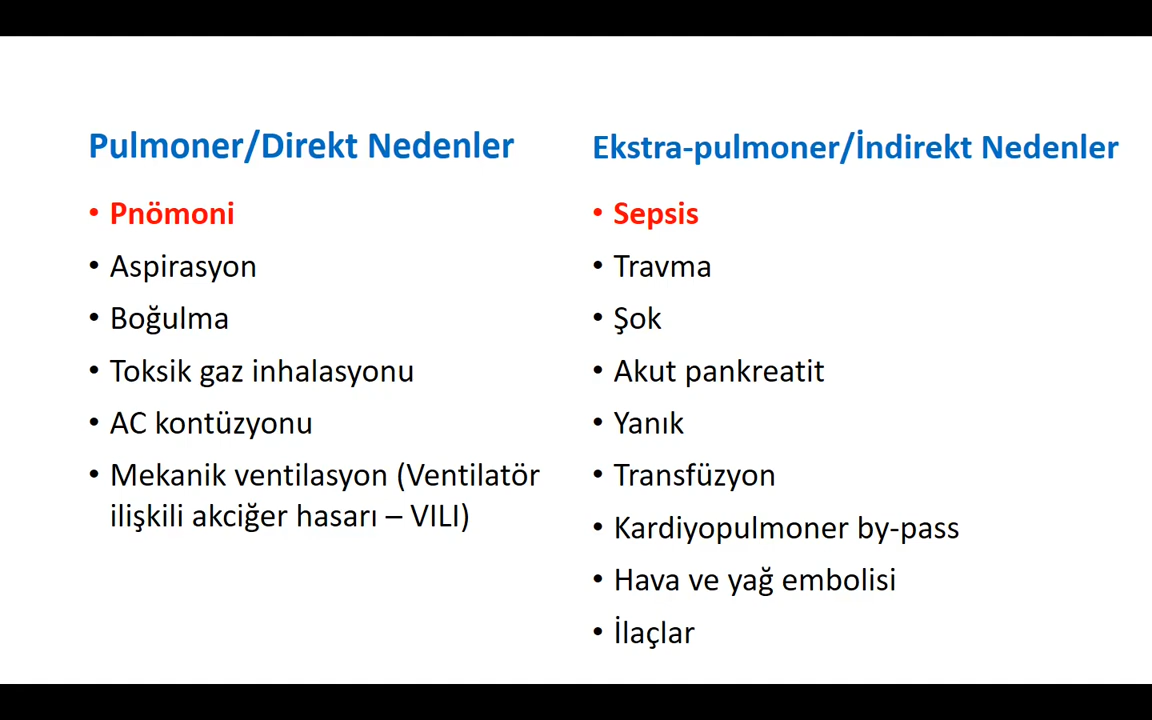 Pulmoner/Direkt Nedenler
• Pnömoni
• Aspirasyon
• Boğulma
• Toksik gaz inhalasyonu
• AC kontüzyonu
• Mekanik ventilasyon (Ventilatör
ilişkili akciğer hasarı – VILI)
Ekstra-pulmoner/İndirekt Nedenler
• Sepsis
• Travma
• Şok
• Akut pankreatit
• Yanık
• Transfüzyon
• Kardiyopulmoner by-pass
• Hava ve yağ embolisi
• İlaçlar